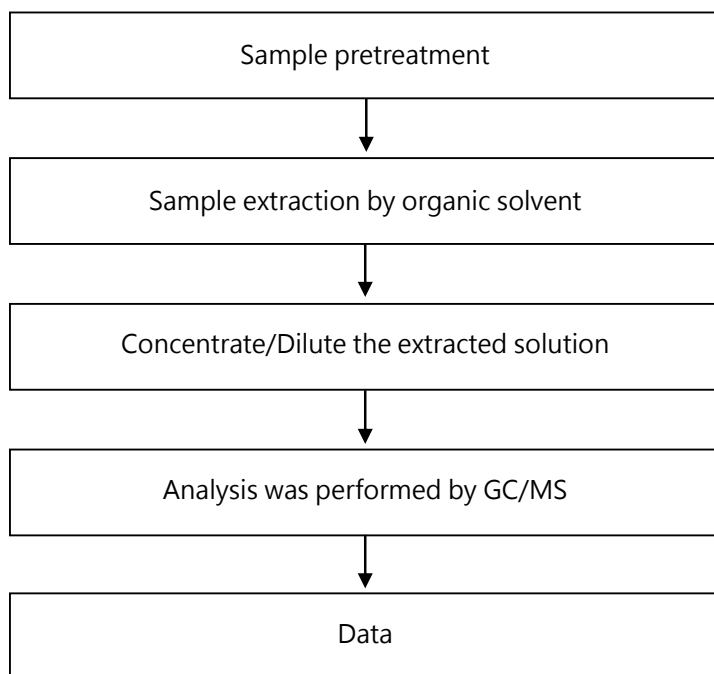 Sample pretreatment
Sample extraction by organic solvent
Concentrate/Dilute the extracted solution
Analysis was performed by GC/MS
Data